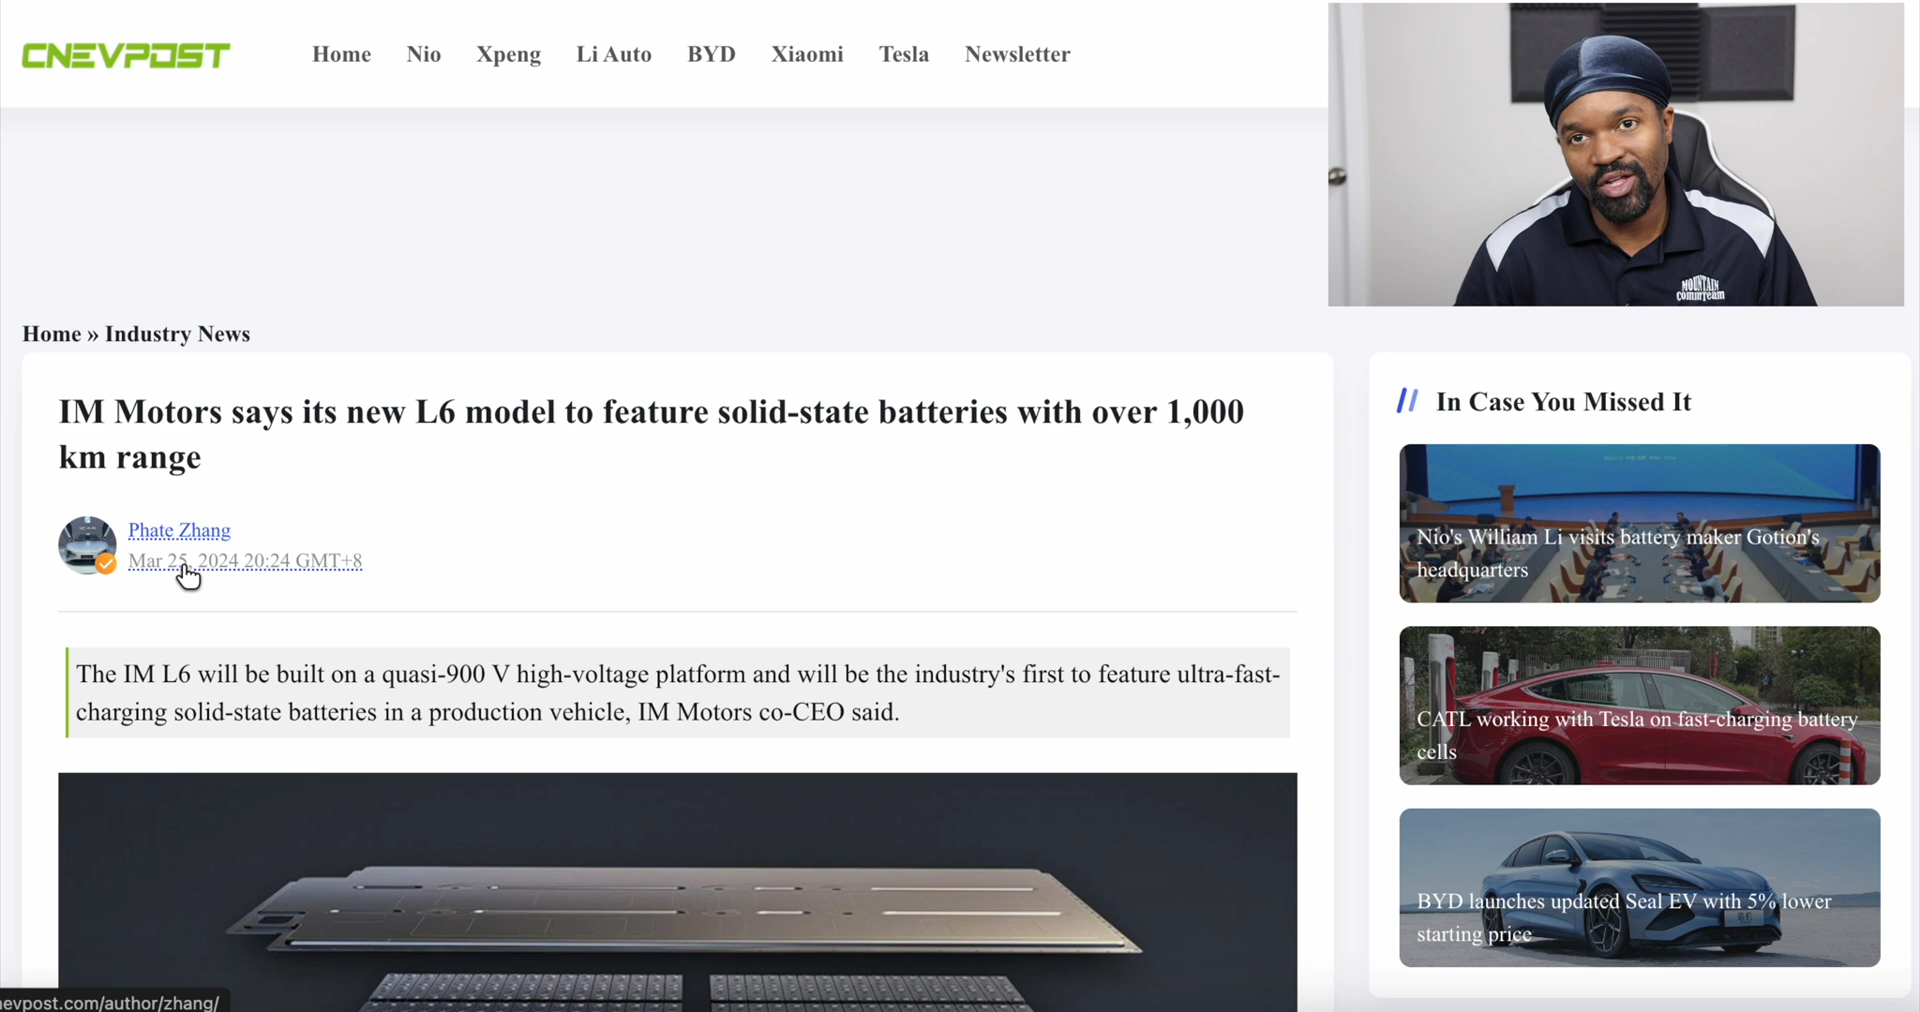 CNEVPOST
Home Nio Xpeng Li Auto BYD Xiaomi Tesla Newsletter
MOUNTAIN
commTeam
Home » Industry News
IM Motors says its new L6 model to feature solid-state batteries with over 1,000
km range
Phate Zhang
Mar 25, 2024 20:24 GMT+8
The IM L6 will be built on a quasi-900 V high-voltage platform and will be the industry's first to feature ultra-fast-
charging solid-state batteries in a production vehicle, IM Motors co-CEO said.
// In Case You Missed It
Nio's William Li visits battery maker Gotion's
headquarters
CATL working with Tesla on fast-charging battery
cells
BYD launches updated Seal EV with 5% lower
starting price
nevpost.com/author/zhang/